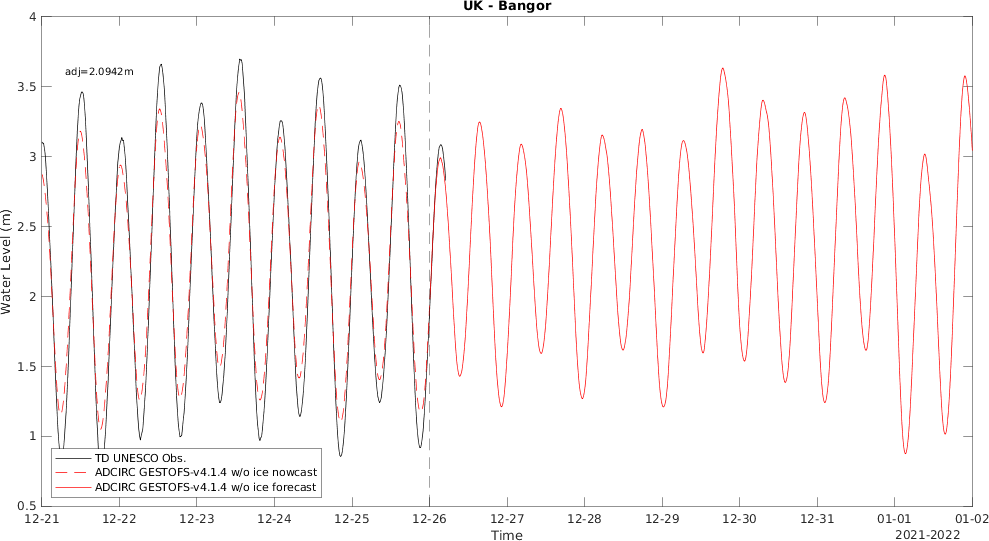 UK - Bangor
adj=2.0942m
Water Level (m)
4
3.5
3
2.5
2
1.5
1
0.5
TD UNESCO Obs.
ADCIRC GESTOFS-v4.1.4 w/o ice nowcast
ADCIRC GESTOFS-v4.1.4 w/o ice forecast
12-21 12-22 12-23 12-24 12-25 12-26 12-27 12-28 12-29 12-30 12-31 01-01 01-02
Time
2021-2022